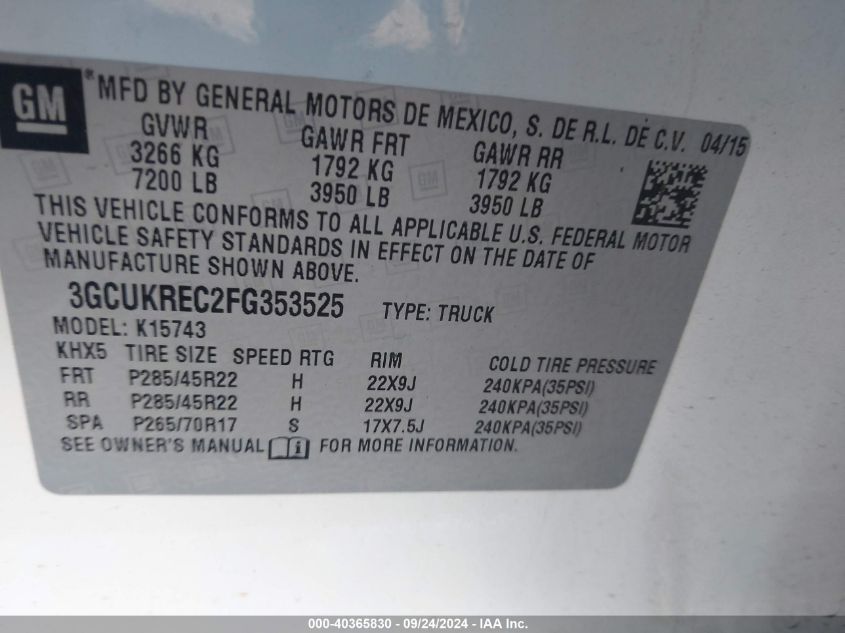 GM ® MFD BY GENERAL MOTORS DE MEXICO, S. DE R.L. DE C.V. 04/15
GVWR GAWR FRT GAWR RR
3266 KG 1792 KG 1792 KG
7200 LB 3950 LB 3950 LB
THIS VEHICLE CONFORMS TO ALL APPLICABLE U.S. FEDERAL MOTOR
VEHICLE SAFETY STANDARDS IN EFFECT ON THE DATE OF
MANUFACTURE SHOWN ABOVE.
3GCUKREC2FG353525 TYPE: TRUCK
MODEL: K15743
KHX5 TIRE SIZE SPEED RTG RIM COLD TIRE PRESSURE
FRT P285/45R22 H 22X9J 240KPA(35PSI)
RR P285/45R22 H 22X9J 240KPA(35PSI)
SPA P265/70R17 S 17X7.5J 240KPA(35PSI)
SEE OWNER'S MANUAL FOR MORE INFORMATION.
000-40365830 - 09/24/2024 - IAA Inc.